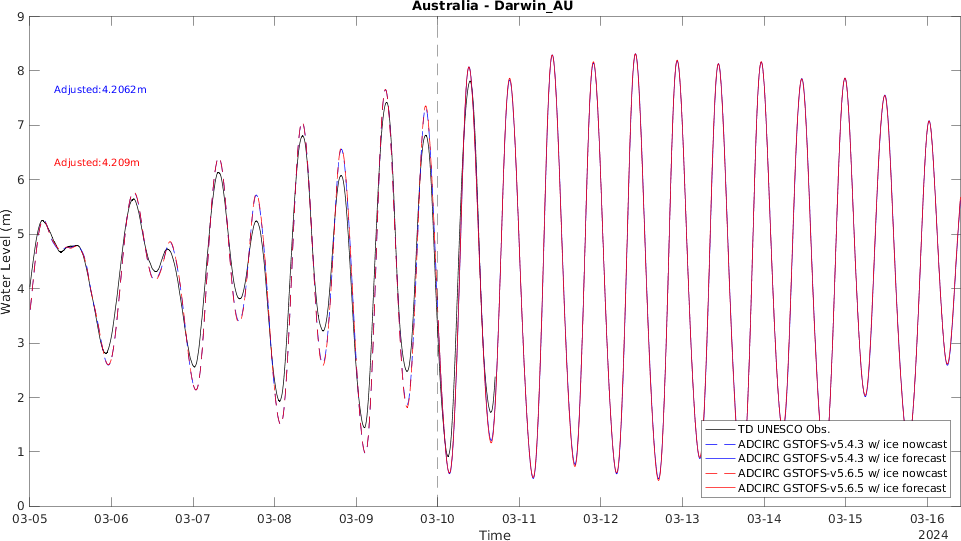 Australia - Darwin_AU
9
8
7
6
5
4
3
2
1
0
Water Level (m)
Adjusted:4.2062m
Adjusted:4.209m
TD UNESCO Obs.
ADCIRC GSTOFS-v5.4.3 w/ ice nowcast
ADCIRC GSTOFS-v5.4.3 w/ ice forecast
ADCIRC GSTOFS-v5.6.5 w/ ice nowcast
ADCIRC GSTOFS-v5.6.5 w/ ice forecast
03-05 03-06 03-07 03-08 03-09 03-10 03-11 03-12 03-13 03-14 03-15 03-16
Time
2024